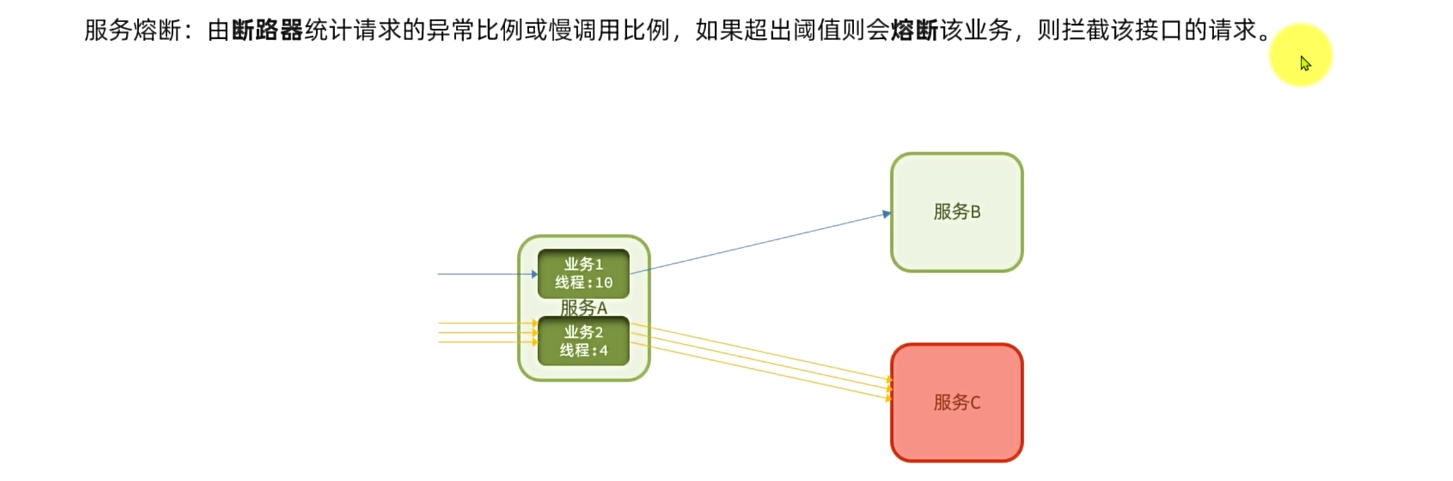 服务熔断：由断路器统计请求的异常比例或慢调用比例，如果超出阈值则会熔断该业务，则拦截该接口的请求。
服务B
业务1
线程:10
服务A
业务2
线程:4
服务C